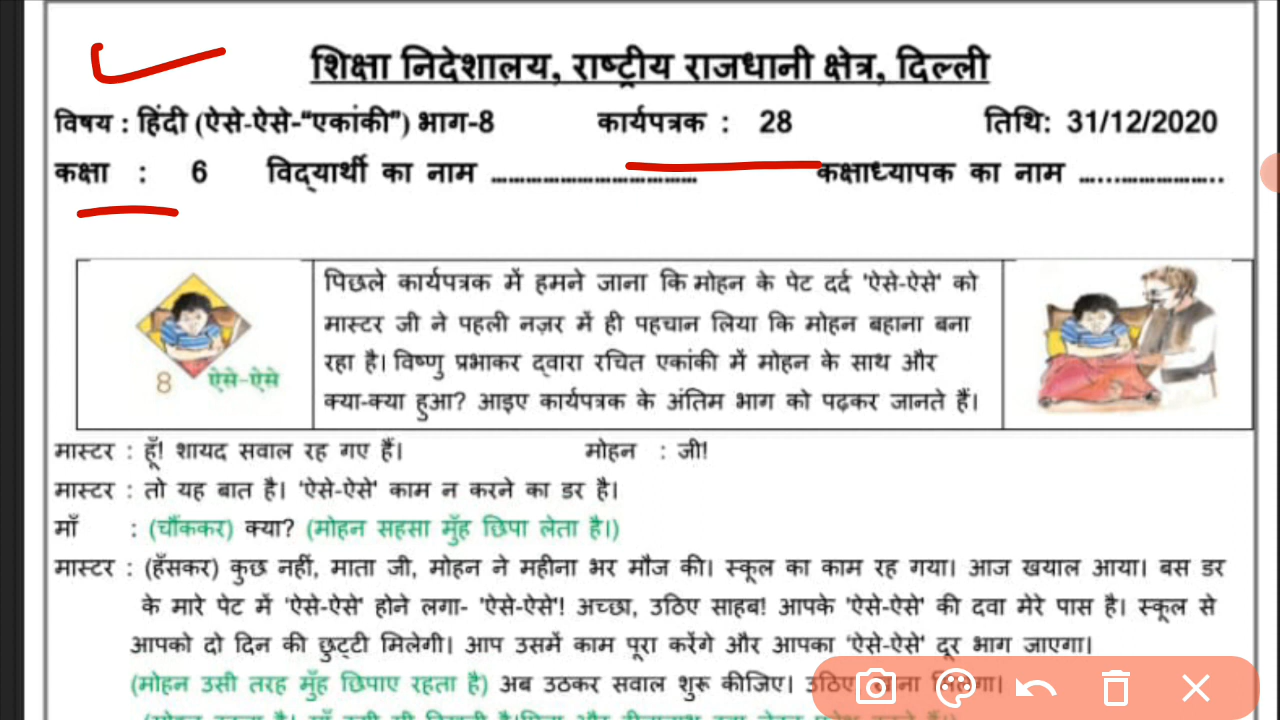 शिक्षा निदेशालय, राष्ट्रीय राजधानी क्षेत्र, दिल्ली
विषय : हिंदी (ऐसे-ऐसे-“एकांकी”) भाग-8 कार्यपत्रक : 28 तिथि: 31/12/2020
कक्षा : 6 विद्यार्थी का नाम ....................................... कक्षाध्यापक का नाम ........................
8 ऐसे-ऐसे
पिछले कार्यपत्रक में हमने जाना कि मोहन के पेट दर्द 'ऐसे-ऐसे' को
मास्टर जी ने पहली नज़र में ही पहचान लिया कि मोहन बहाना बना
रहा है। विष्णु प्रभाकर द्वारा रचित एकांकी में मोहन के साथ और
क्या-क्या हुआ? आइए कार्यपत्रक के अंतिम भाग को पढ़कर जानते हैं।
मास्टर : हूँ! शायद सवाल रह गए हैं। मोहन : जी!
मास्टर : तो यह बात है। 'ऐसे-ऐसे' काम न करने का डर है।
माँ : (चौंककर) क्या? (मोहन सहसा मुँह छिपा लेता है।)
मास्टर : (हँसकर) कुछ नहीं, माता जी, मोहन ने महीना भर मौज की। स्कूल का काम रह गया। आज खयाल आया। बस डर
के मारे पेट में 'ऐसे-ऐसे' होने लगा- 'ऐसे-ऐसे'! अच्छा, उठिए साहब! आपके 'ऐसे-ऐसे' की दवा मेरे पास है। स्कूल से
आपको दो दिन की छुट्टी मिलेगी। आप उसमें काम पूरा करेंगे और आपका 'ऐसे-ऐसे' दूर भाग जाएगा।
(मोहन उसी तरह मुँह छिपाए रहता है) अब उठकर सवाल शुरू कीजिए।